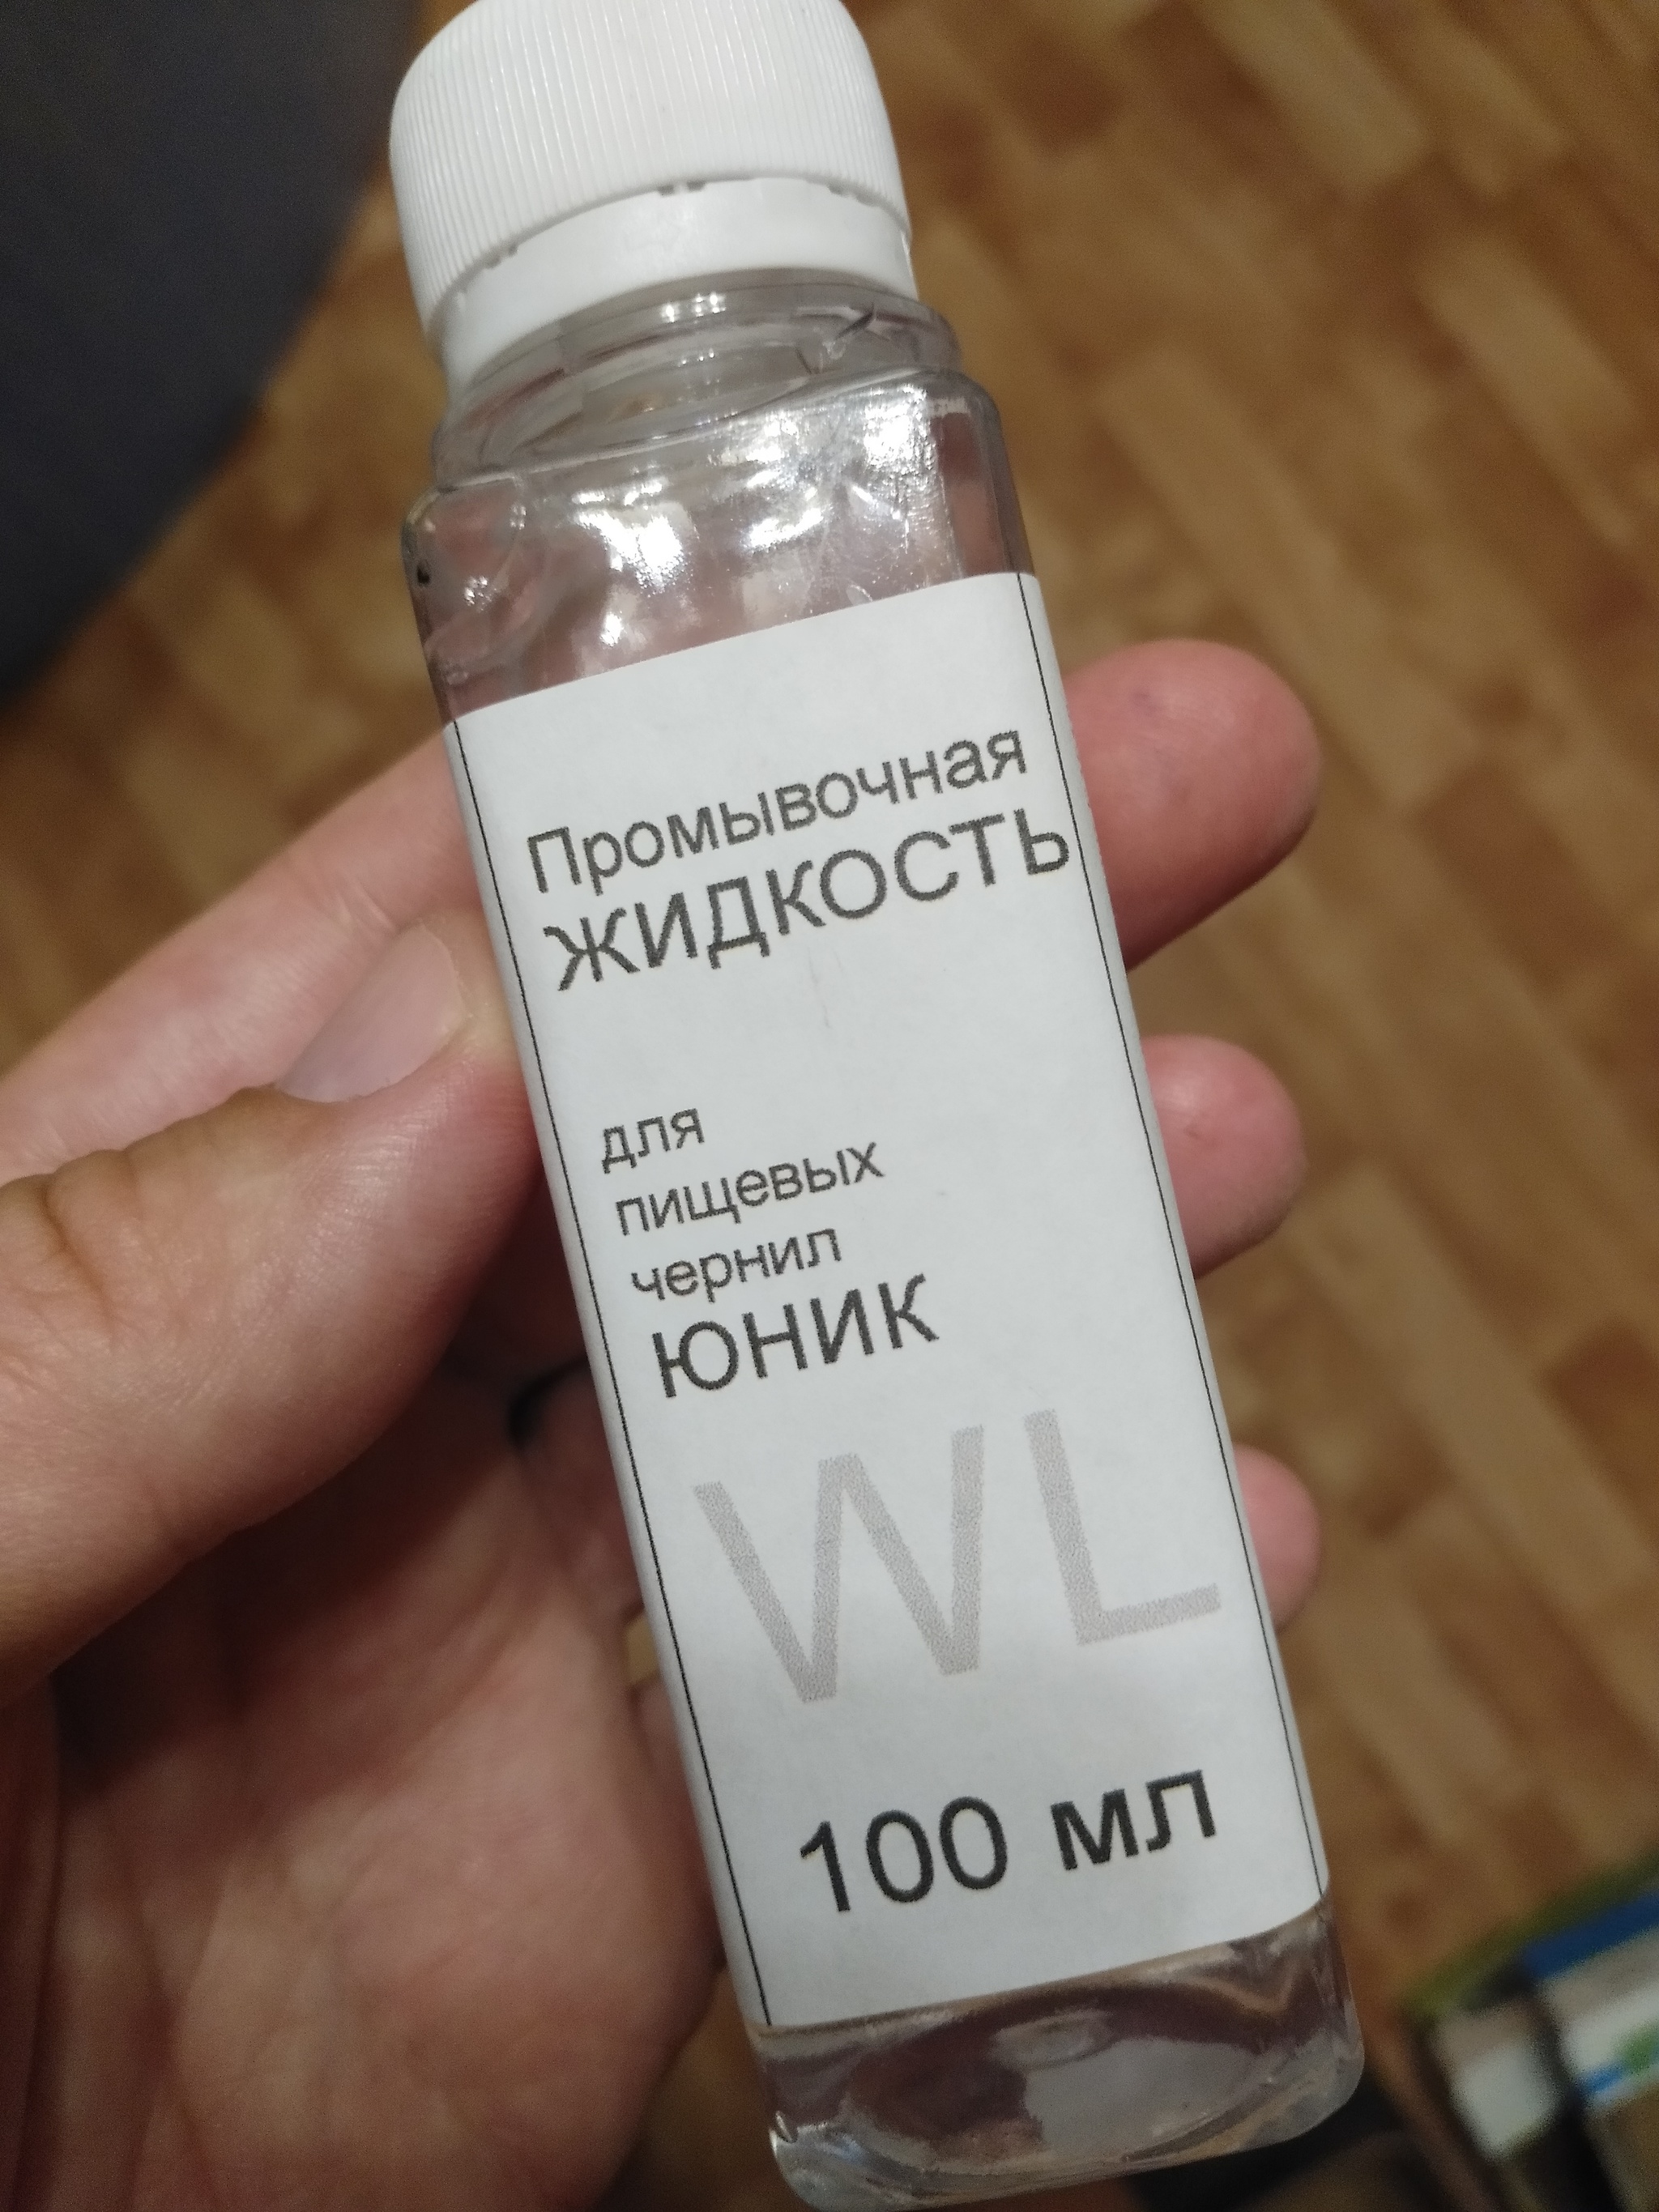 Промывочная
ЖИДКОСТЬ
для
пищевых
чернил
ЮНИК
WL
100 мл